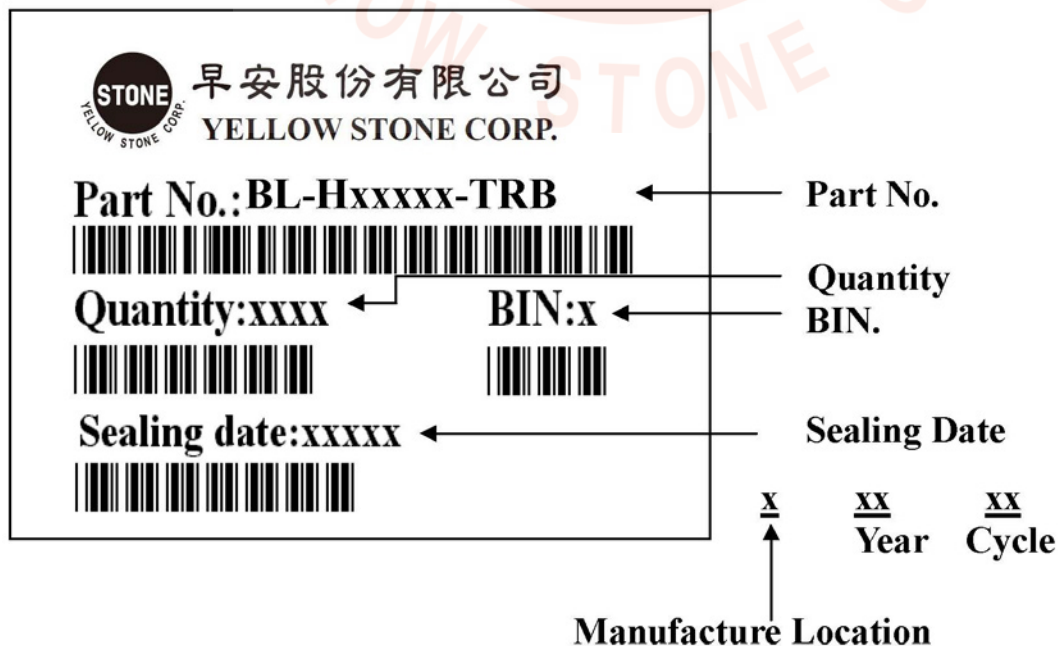 STONE
YELLOW STONE CORP.
早安股份有限公司
YELLOW STONE CORP.
Part No.:BL-Hxxxxx-TRB
Part No.
Quantity:xxxx
BIN:x
Quantity
BIN.
Sealing date:xxxxx
Sealing Date
x xx xx
Year Cycle
Manufacture Location
OW STONE